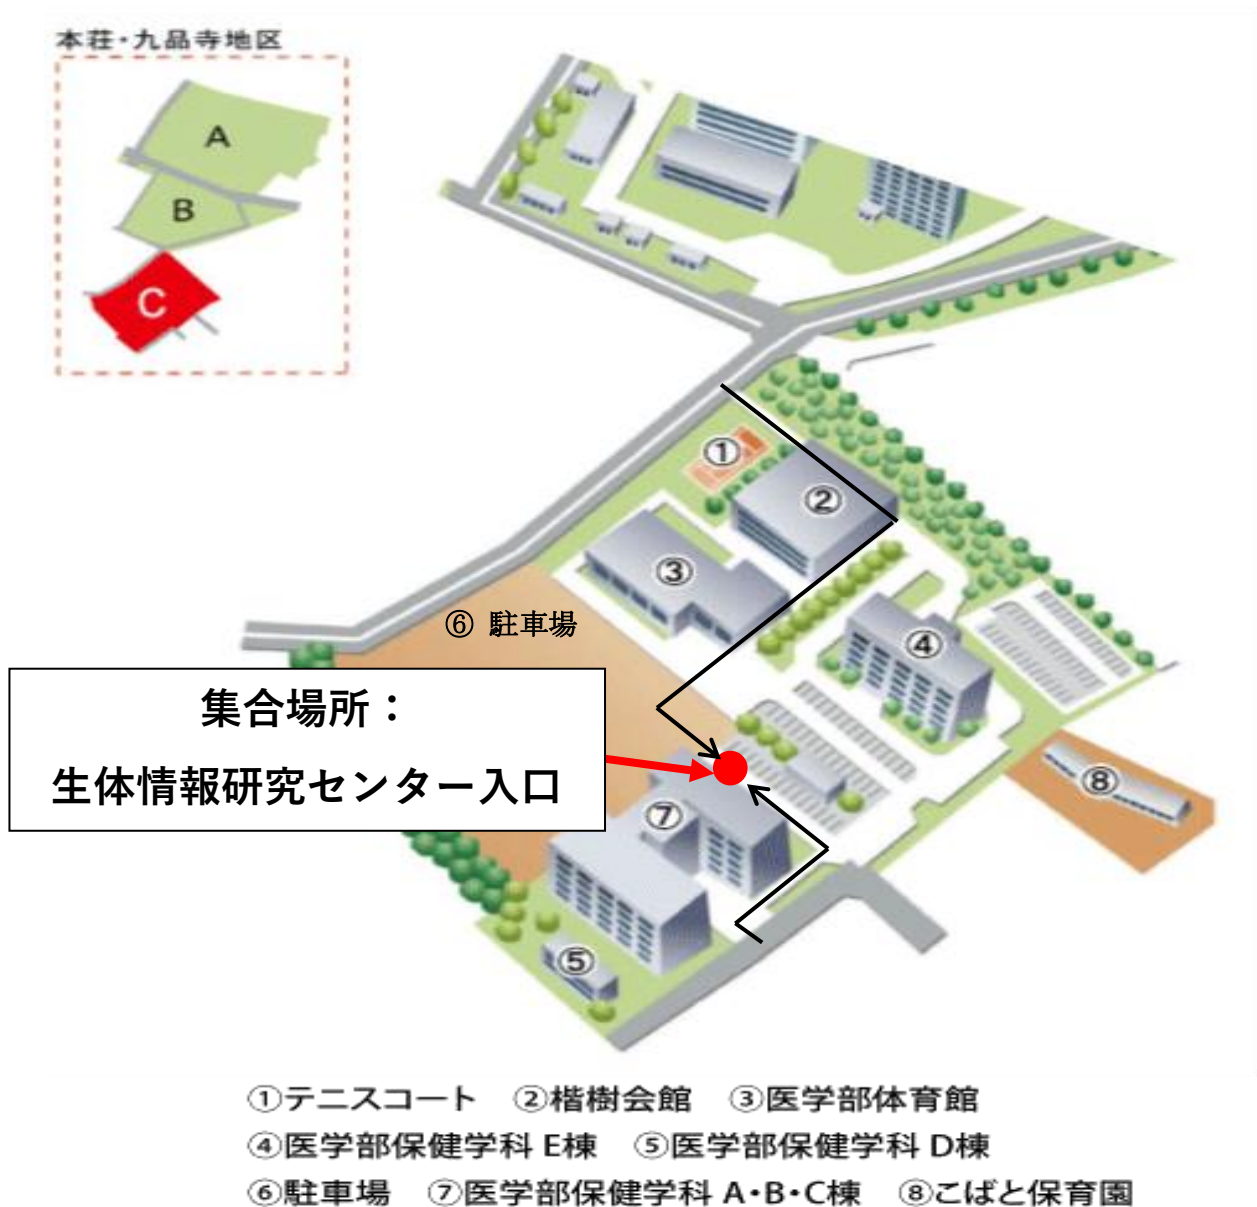 本荘・九品寺地区
A
B
C
①
②
③
④
⑥ 駐車場
集合場所：
生体情報研究センター入口
⑦
⑧
⑤
①テニスコート ②楷樹会館 ③医学部体育館
④医学部保健学科 E棟 ⑤医学部保健学科 D棟
⑥駐車場 ⑦医学部保健学科 A・B・C棟 ⑧こばと保育園